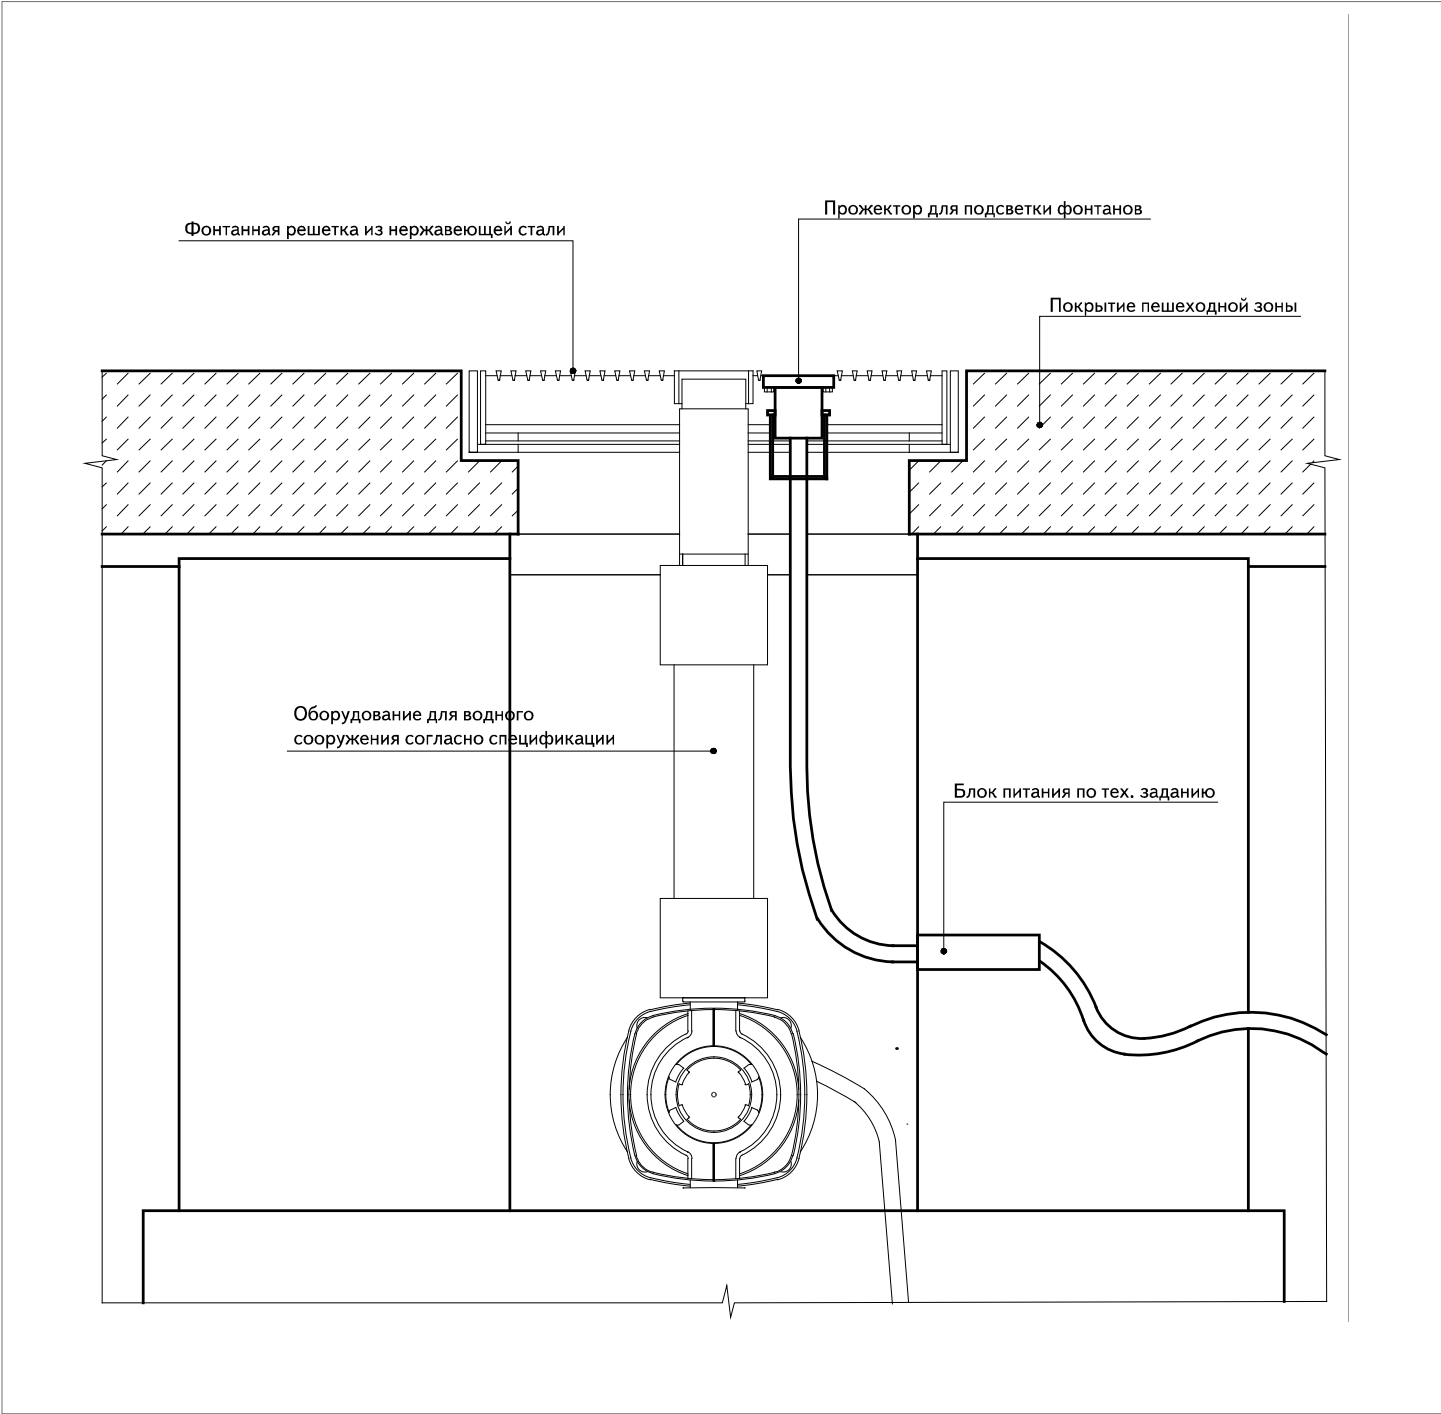 Прожектор для подсветки фонтанов
Фонтанная решетка из нержавеющей стали
Покрытие пешеходной зоны
Оборудование для водного
сооружения согласно спецификации
Блок питания по тех. заданию